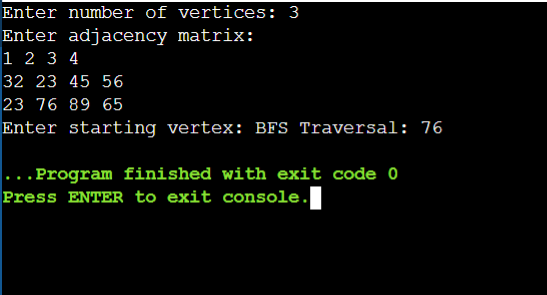 Enter number of vertices: 3
Enter adjacency matrix:
1 2 3 4
32 23 45 56
23 76 89 65
Enter starting vertex: BFS Traversal: 76
...Program finished with exit code 0
Press ENTER to exit console.